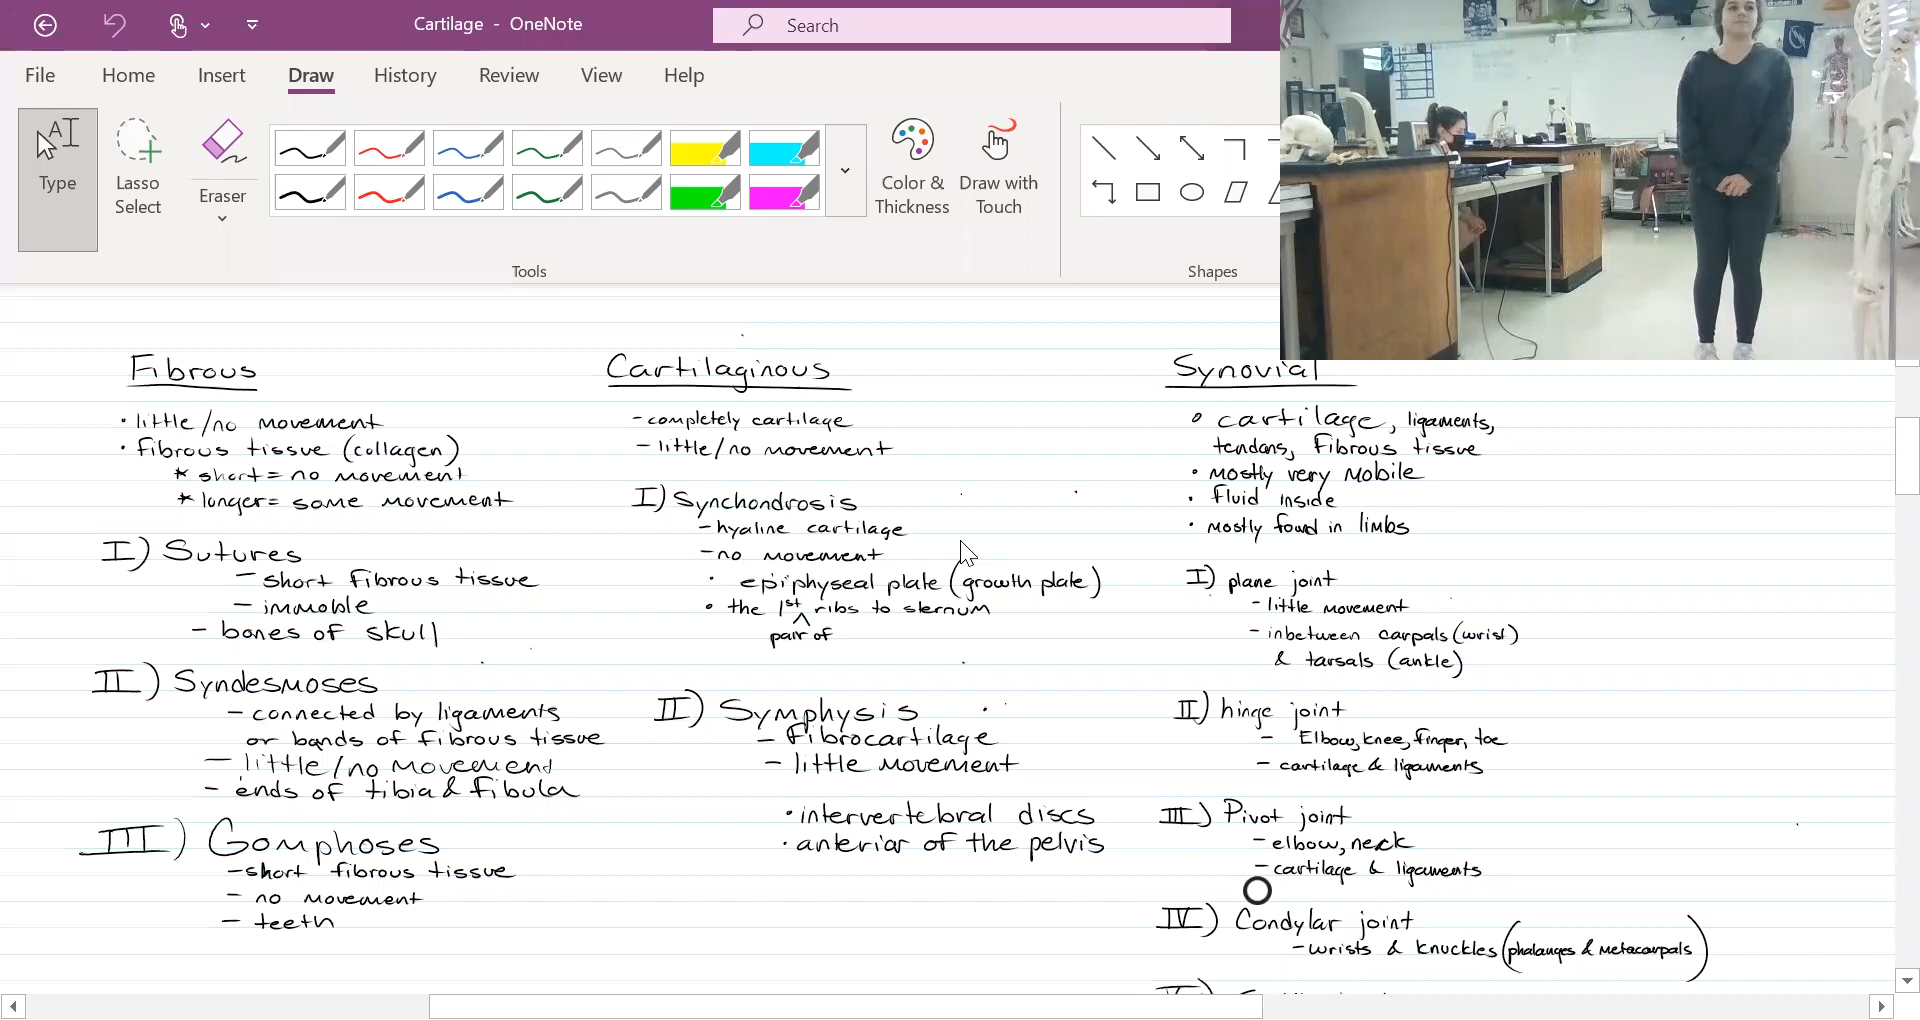 Cartilage - OneNote
Search
File Home Insert Draw History Review View Help
Type
Lasso Select
Eraser
Color & Thickness
Draw with Touch
Tools
Shapes
Fibrous
• little/no movement
• fibrous tissue (collagen)
* short = no movement
* longer = some movement
I) Sutures
- short fibrous tissue
- immoble
- bones of skull
II) Syndesmoses
- connected by ligaments
or bands of fibrous tissue
- little/no movement
- ends of tibia & fibula
III) Gomphoses
- short fibrous tissue
- no movement
- teeth
Cartilaginous
- completely cartilage
- little/no movement
I) Synchondrosis
- hyaline cartilage
- no movement
• epiphyseal plate (growth plate)
• the 1st ^ ribs to sternum
pair of
II) Symphysis
- fibrocartilage
- little movement
• intervertebral discs
• anterior of the pelvis
Synovial
• cartilage, ligaments,
tendons, fibrous tissue
• mostly very mobile
• fluid inside
• mostly found in limbs
I) plane joint
- little movement
- inbetween carpals (wrist)
& tarsals (ankle)
II) hinge joint
- Elbow, knee, finger, toe
- cartilage & ligaments
III) Pivot joint
- elbow, neck
- cartilage & ligaments
IV) Condylar joint
- wrists & knuckles (phalanges & metacarpals)